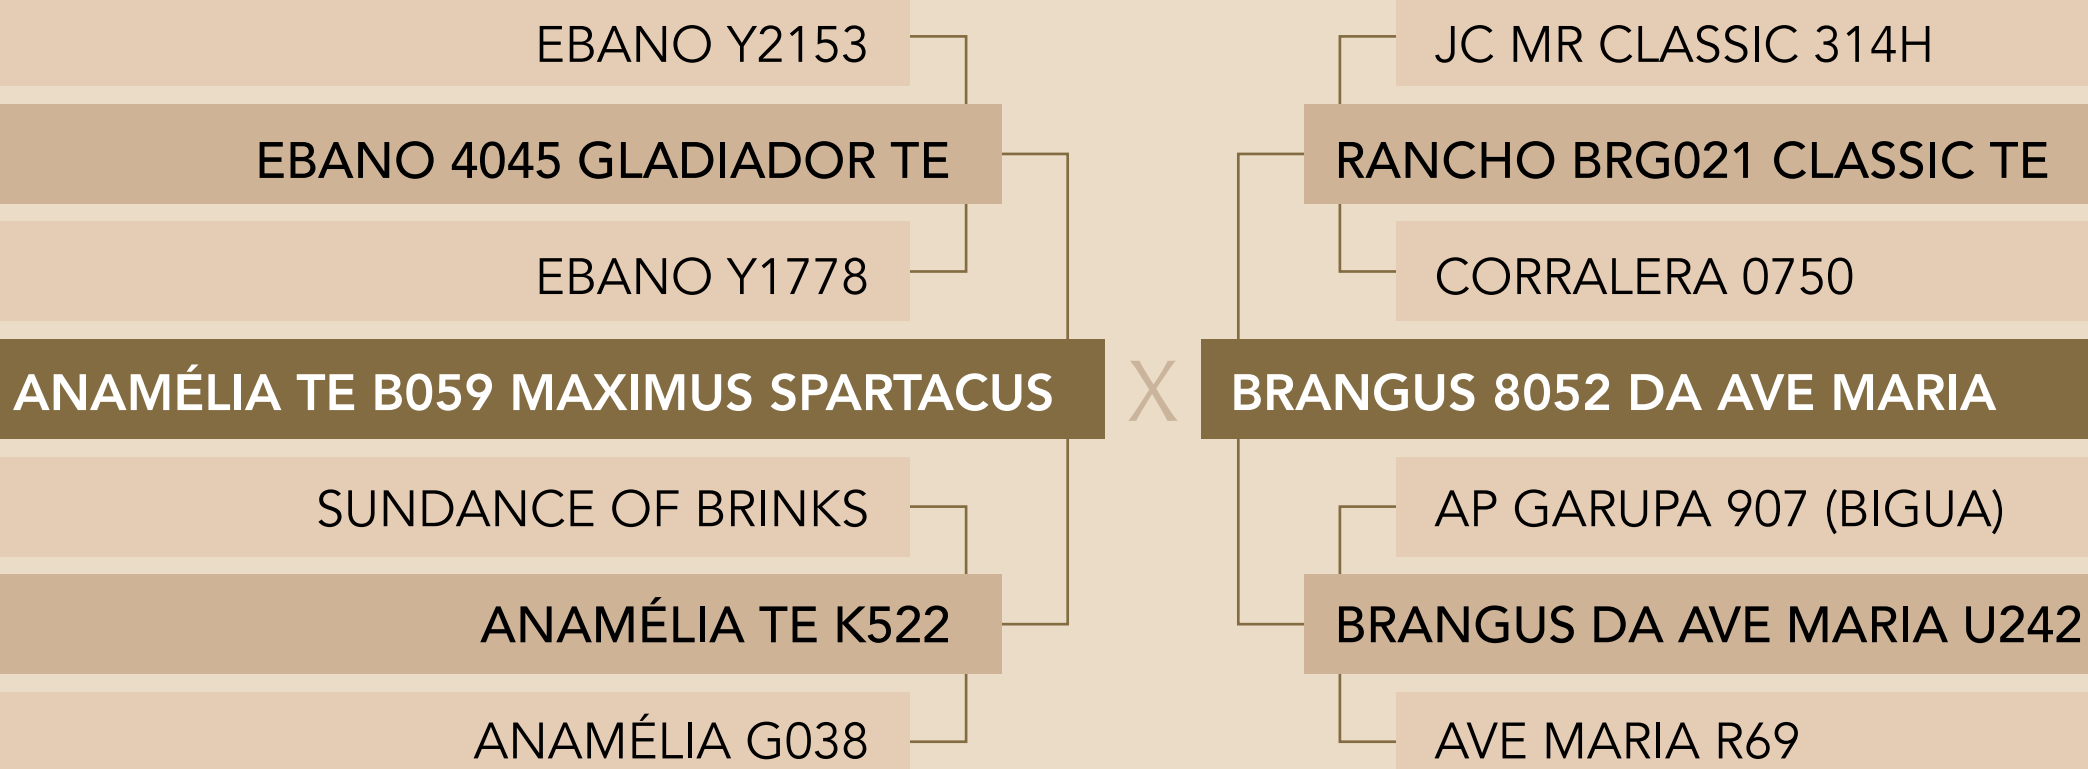 EBANO Y2153
EBANO 4045 GLADIADOR TE
EBANO Y1778
ANAMÉLIA TE B059 MAXIMUS SPARTACUS
SUNDANCE OF BRINKS
ANAMÉLIA TE K522
ANAMÉLIA G038
X
JC MR CLASSIC 314H
RANCHO BRG021 CLASSIC TE
CORRALERA 0750
BRANGUS 8052 DA AVE MARIA
AP GARUPA 907 (BIGUA)
BRANGUS DA AVE MARIA U242
AVE MARIA R69